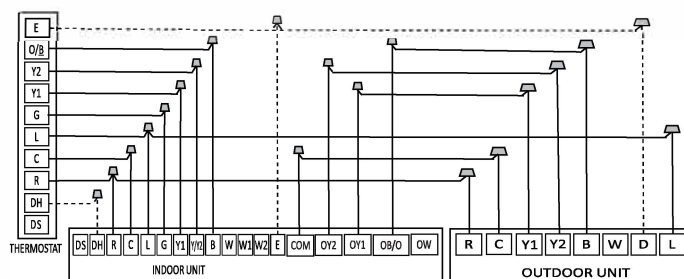 E
O/B
Y2
Y1
G
L
C
R
DH
DS
THERMOSTAT
DS DH R C L G Y1 Y/Y2 B W W1 W2 E COM OY2 OY1 OB/O OW
INDOOR UNIT
R C Y1 Y2 B W D L
OUTDOOR UNIT